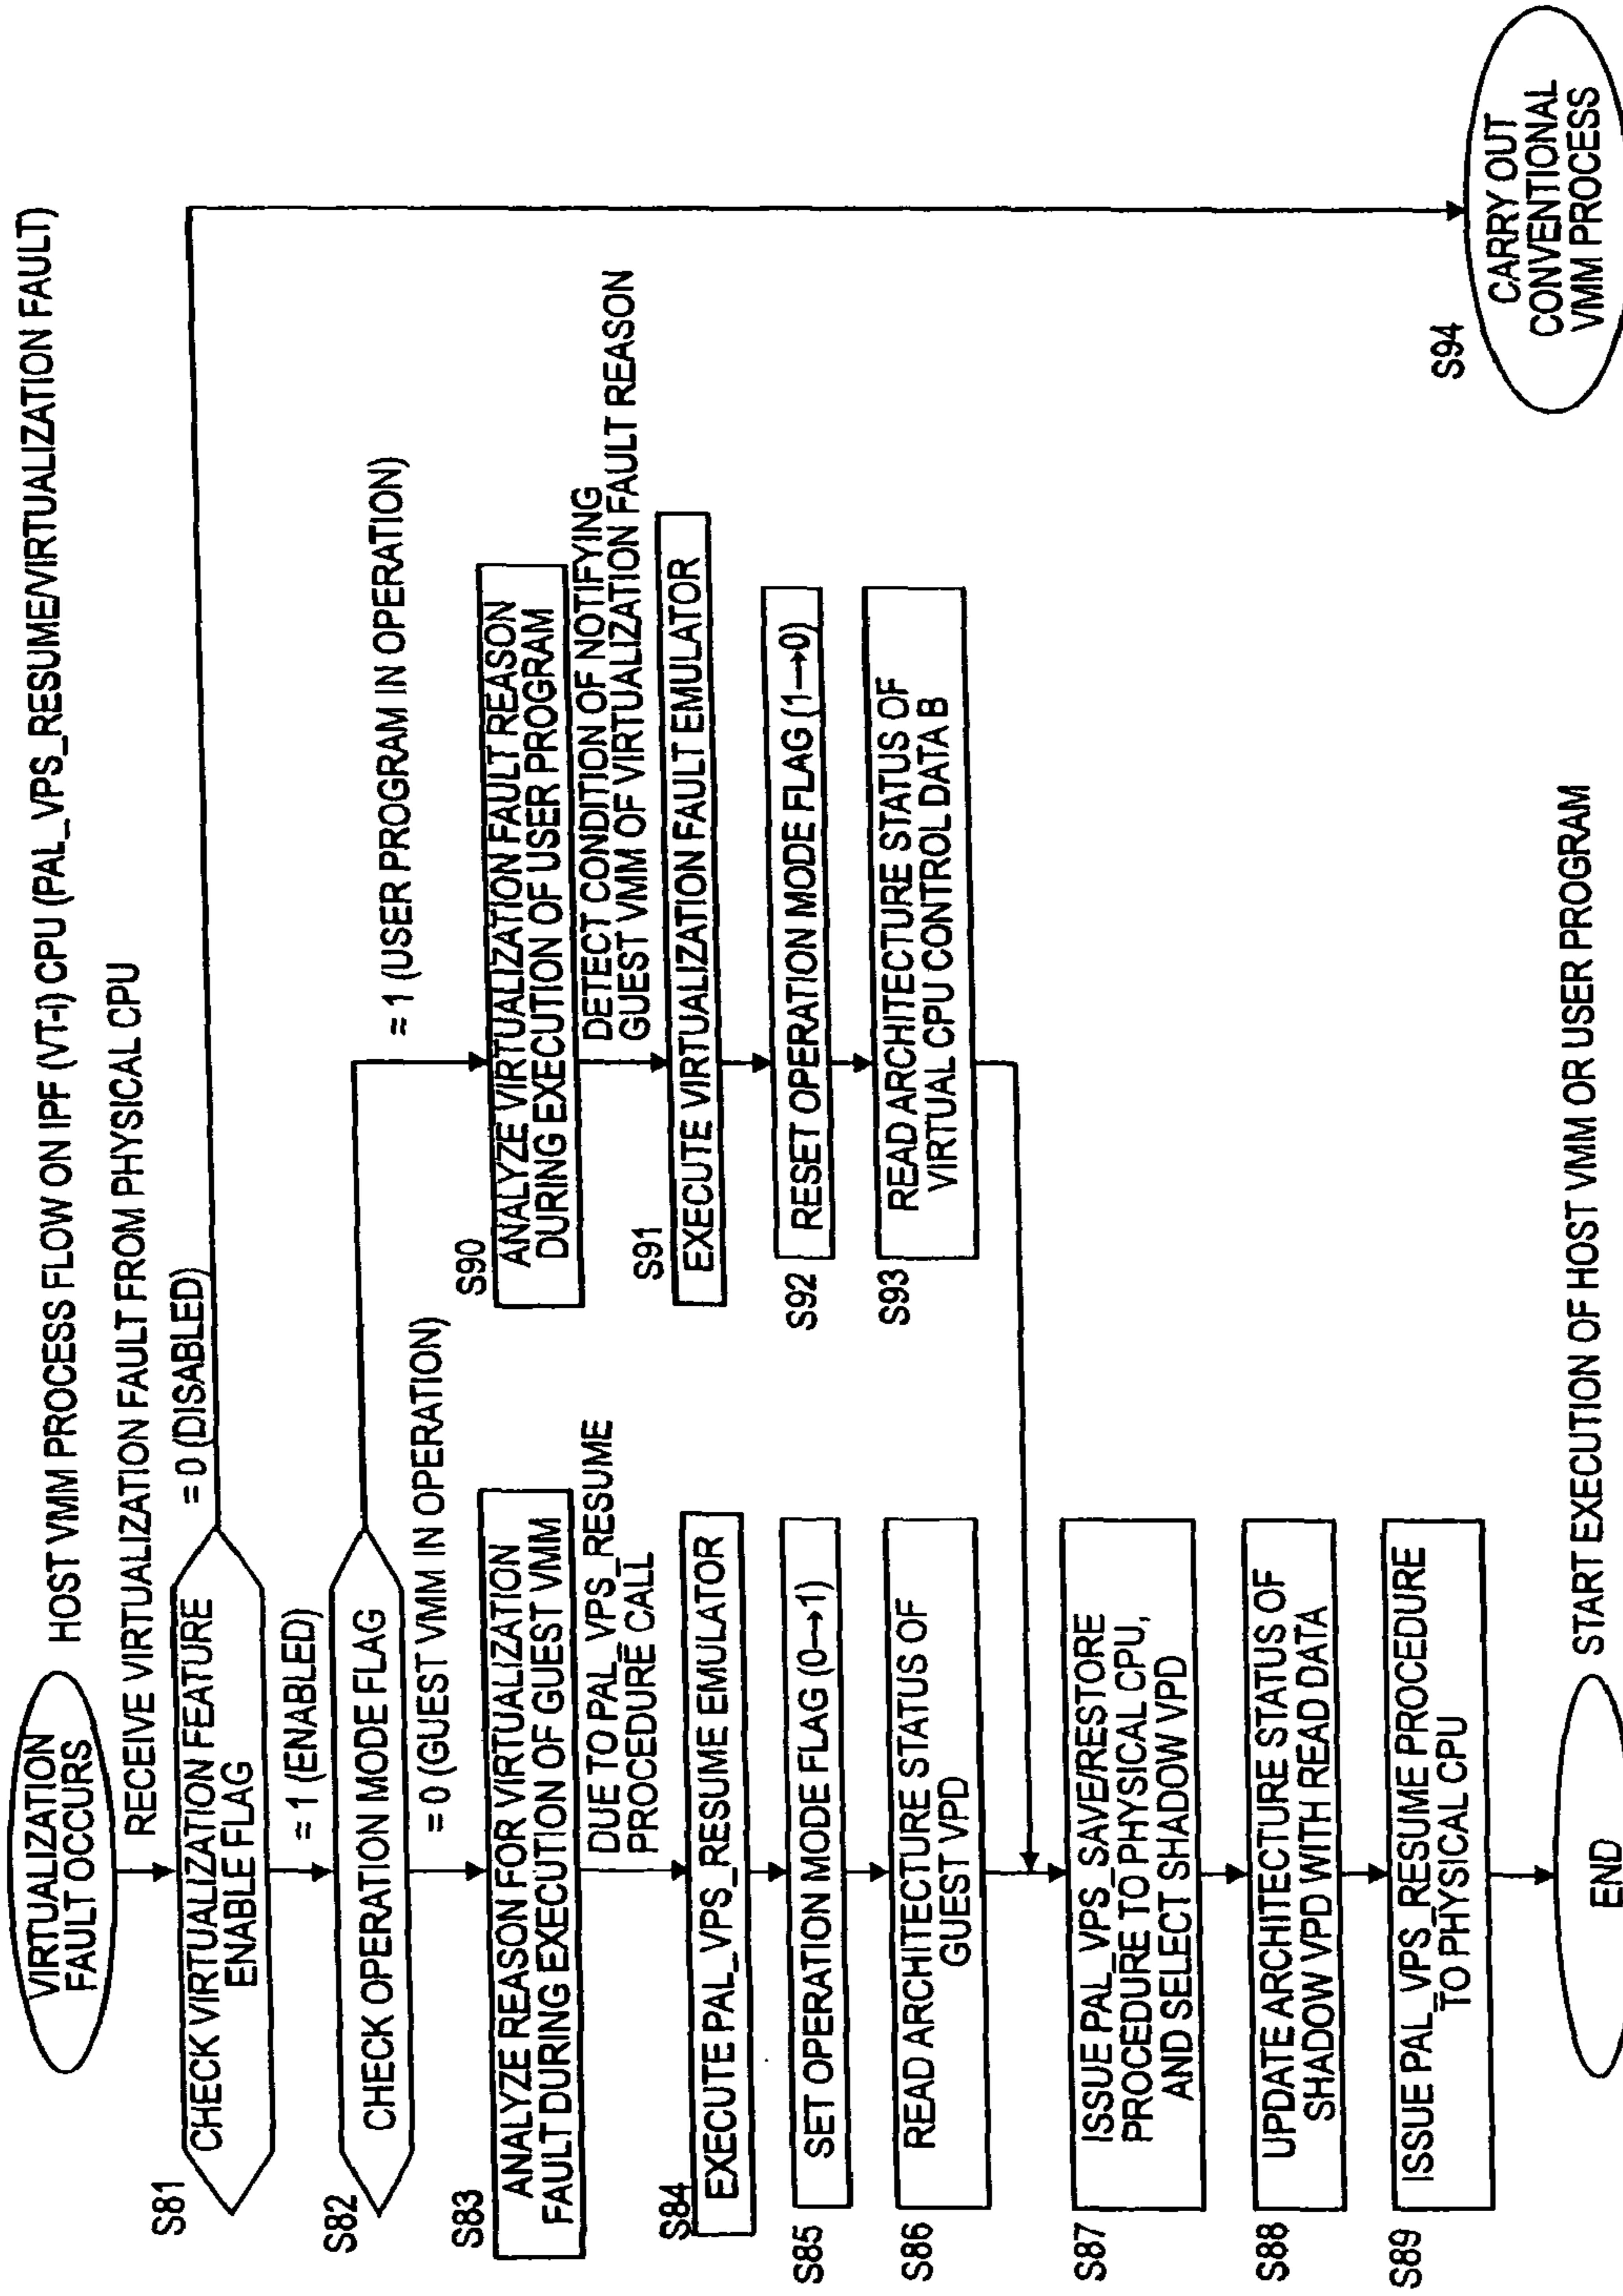 HOST VMM PROCESS FLOW ON IPF (VT-I) CPU (PAL_VPS_RESUME/VIRTUALIZATION FAULT)
VIRTUALIZATION
FAULT OCCURS
RECEIVE VIRTUALIZATION FAULT FROM PHYSICAL CPU
S81
CHECK VIRTUALIZATION FEATURE
ENABLE FLAG
= 0 (DISABLED)
= 1 (ENABLED)
S82
CHECK OPERATION MODE FLAG
= 1 (USER PROGRAM IN OPERATION)
= 0 (GUEST VMM IN OPERATION)
S83
ANALYZE REASON FOR VIRTUALIZATION
FAULT DURING EXECUTION OF GUEST VMM
DUE TO PAL_VPS_RESUME
PROCEDURE CALL
S84
EXECUTE PAL_VPS_RESUME EMULATOR
S85
SET OPERATION MODE FLAG (0→1)
S86
READ ARCHITECTURE STATUS OF
GUEST VPD
S87
ISSUE PAL_VPS_SAVE/RESTORE
PROCEDURE TO PHYSICAL CPU,
AND SELECT SHADOW VPD
S88
UPDATE ARCHITECTURE STATUS OF
SHADOW VPD WITH READ DATA
S89
ISSUE PAL_VPS_RESUME PROCEDURE
TO PHYSICAL CPU
END
START EXECUTION OF HOST VMM OR USER PROGRAM
S90
ANALYZE VIRTUALIZATION FAULT REASON
DURING EXECUTION OF USER PROGRAM
DETECT CONDITION OF NOTIFYING
GUEST VMM OF VIRTUALIZATION FAULT REASON
S91
EXECUTE VIRTUALIZATION FAULT EMULATOR
S92
RESET OPERATION MODE FLAG (1→0)
S93
READ ARCHITECTURE STATUS OF
VIRTUAL CPU CONTROL DATA B
S94
CARRY OUT
CONVENTIONAL
VMM PROCESS